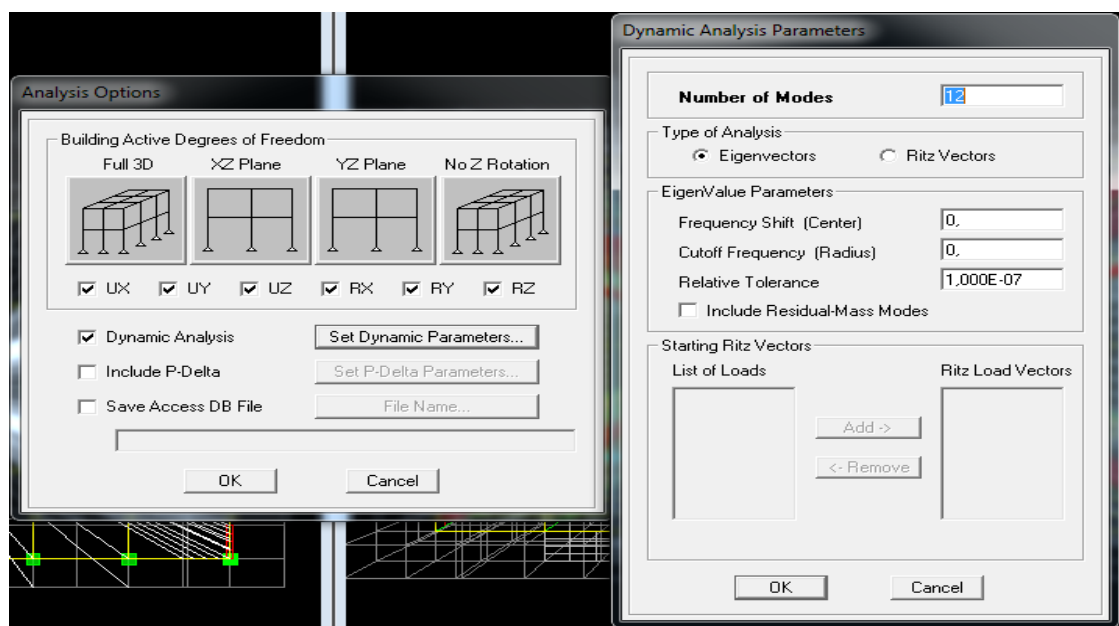 Analysis Options
Building Active Degrees of Freedom
Full 3D XZ Plane YZ Plane No Z Rotation
UX UY UZ RX RY RZ
Dynamic Analysis Set Dynamic Parameters...
Include P-Delta Set P-Delta Parameters...
Save Access DB File File Name...
OK Cancel
Dynamic Analysis Parameters
Number of Modes 12
Type of Analysis
Eigenvectors Ritz Vectors
EigenValue Parameters
Frequency Shift (Center) 0,
Cutoff Frequency (Radius) 0,
Relative Tolerance 1,000E-07
Include Residual-Mass Modes
Starting Ritz Vectors
List of Loads Ritz Load Vectors
Add ->
<- Remove
OK Cancel